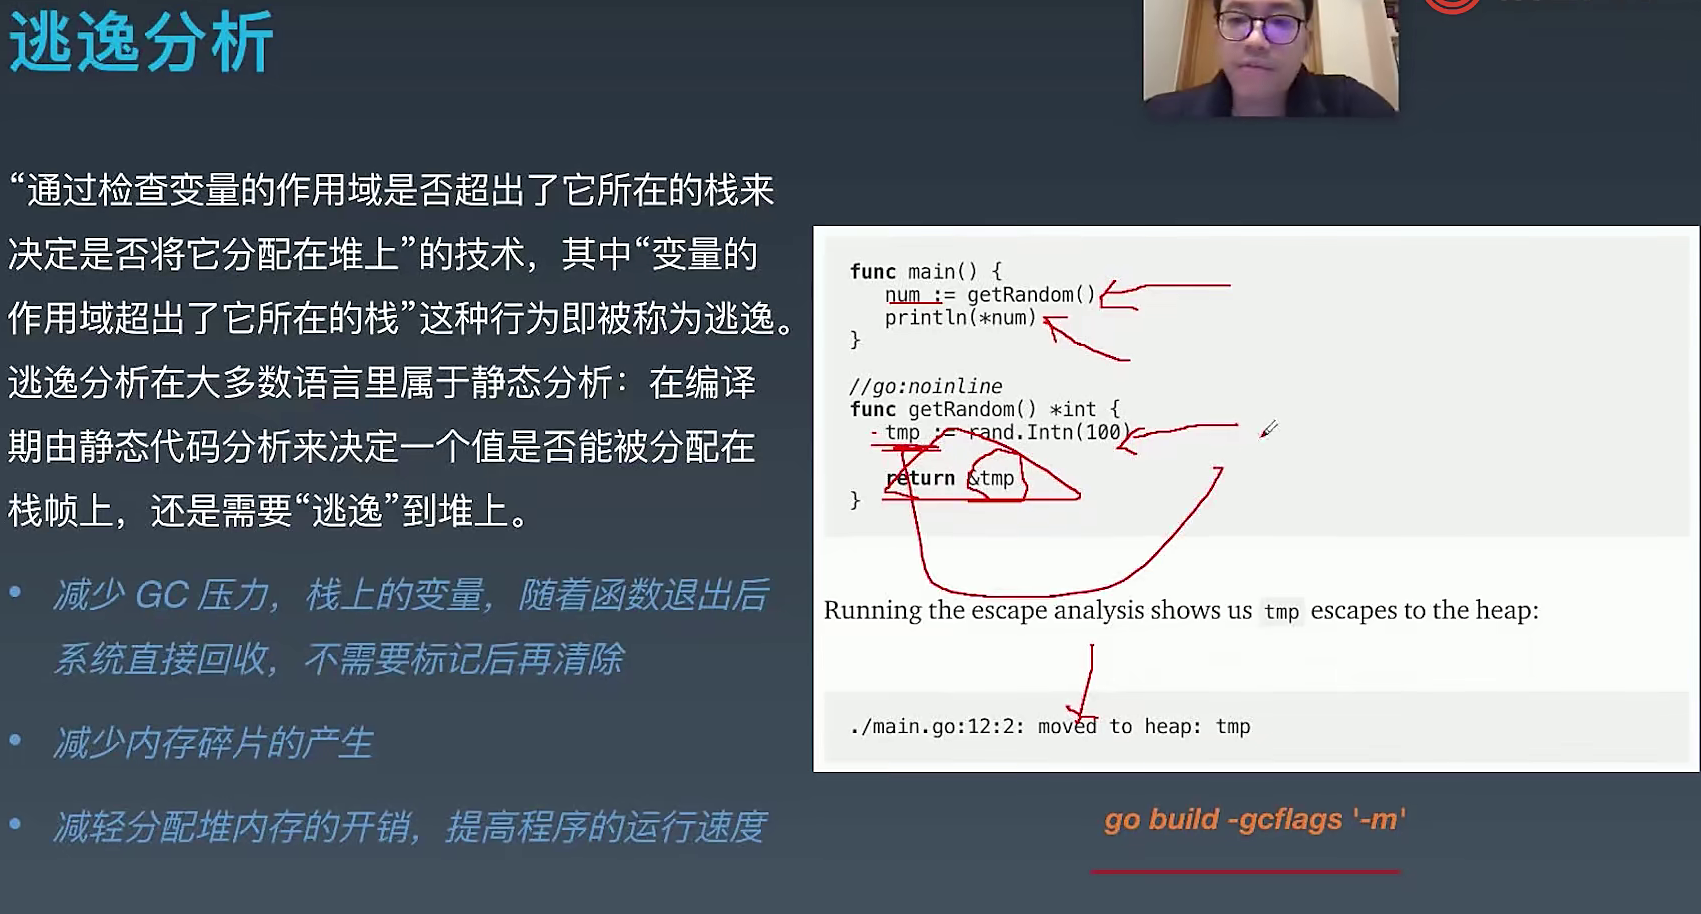 逃逸分析
“通过检查变量的作用域是否超出了它所在的栈来
决定是否将它分配在堆上”的技术，其中“变量的
作用域超出了它所在的栈”这种行为即被称为逃逸。
逃逸分析在大多数语言里属于静态分析：在编译
期由静态代码分析来决定一个值是否能被分配在
栈帧上，还是需要“逃逸”到堆上。
• 减少 GC 压力，栈上的变量，随着函数退出后
系统直接回收，不需要标记后再清除
• 减少内存碎片的产生
• 减轻分配堆内存的开销，提高程序的运行速度
func main() {
num := getRandom()
println(*num)
}
//go:noinline
func getRandom() *int {
tmp := rand.Intn(100)
return &tmp
}
Running the escape analysis shows us tmp escapes to the heap:
./main.go:12:2: moved to heap: tmp
go build -gcflags '-m'